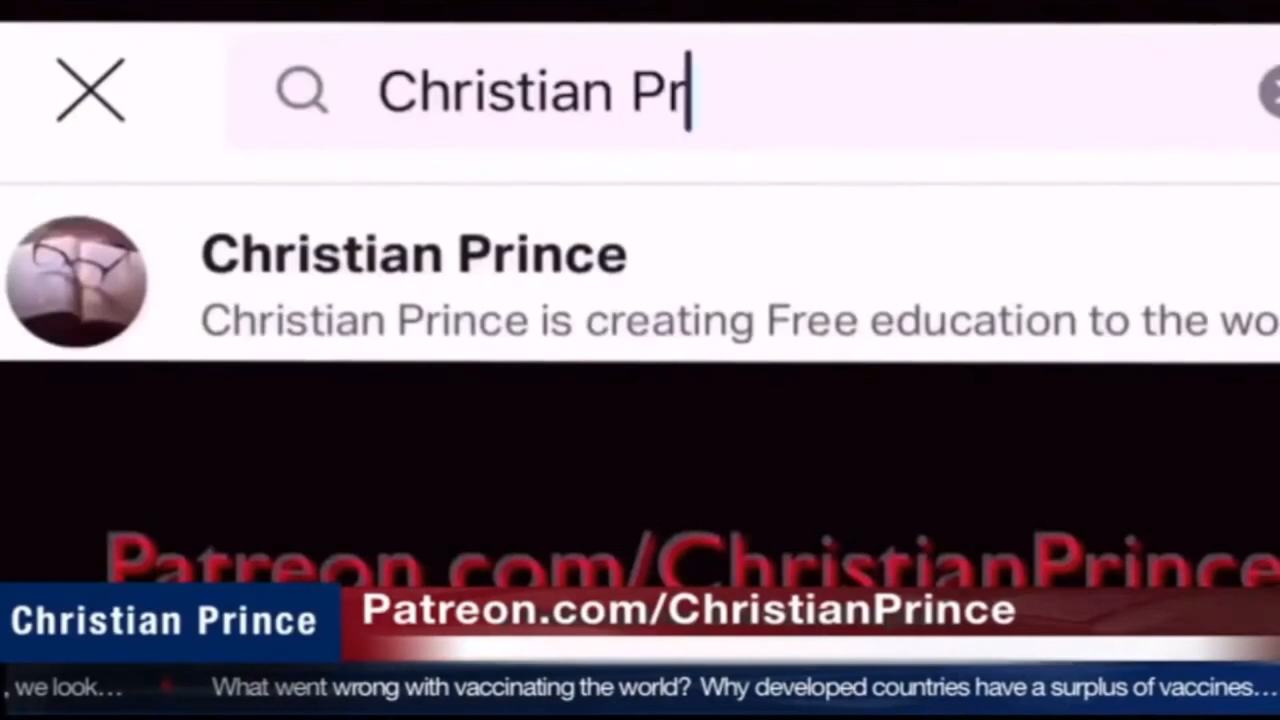 Christian Pr
Christian Prince
Christian Prince is creating Free education to the wo
Patreon.com/ChristianPrince
Christian Prince
Patreon.com/ChristianPrince
, we look... What went wrong with vaccinating the world? Why developed countries have a surplus of vaccines...